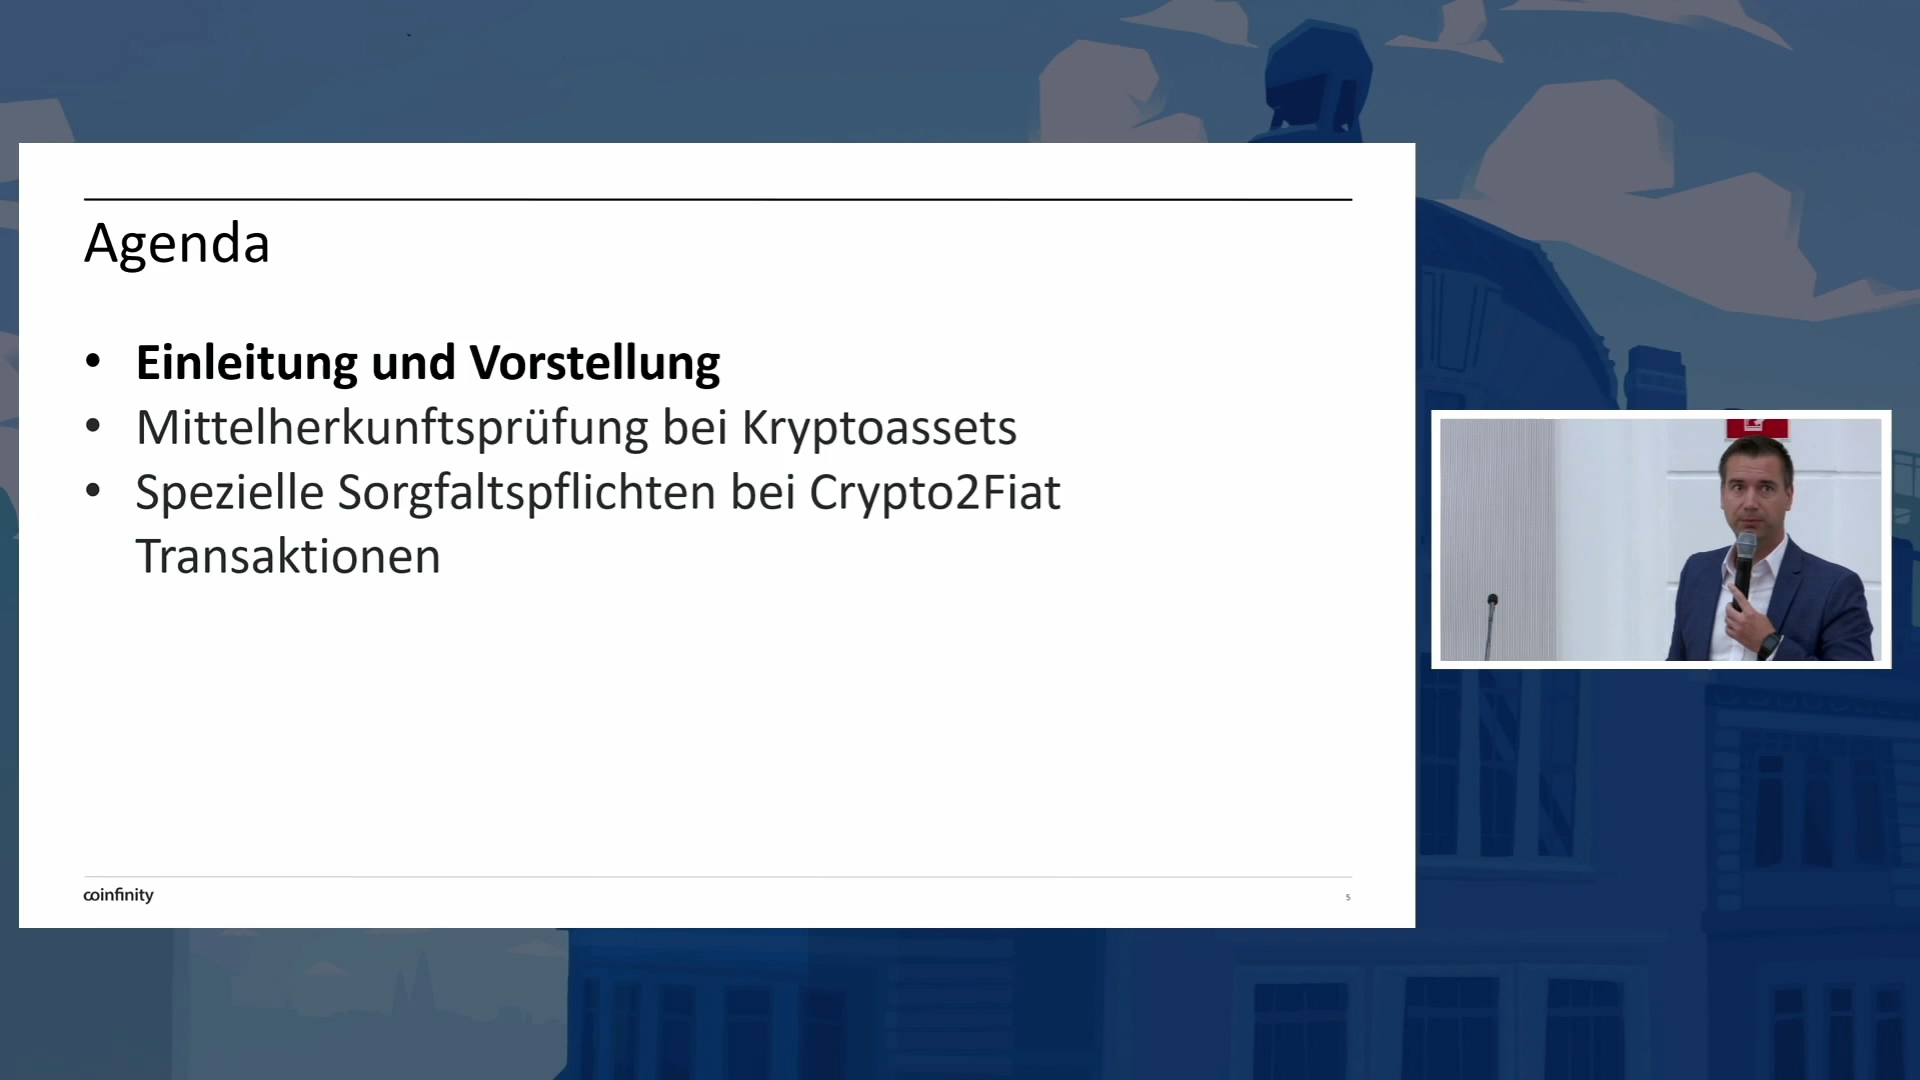 Agenda
• Einleitung und Vorstellung
• Mittelherkunftsprüfung bei Kryptoassets
• Spezielle Sorgfaltspflichten bei Crypto2Fiat
Transaktionen
coinfinity
5